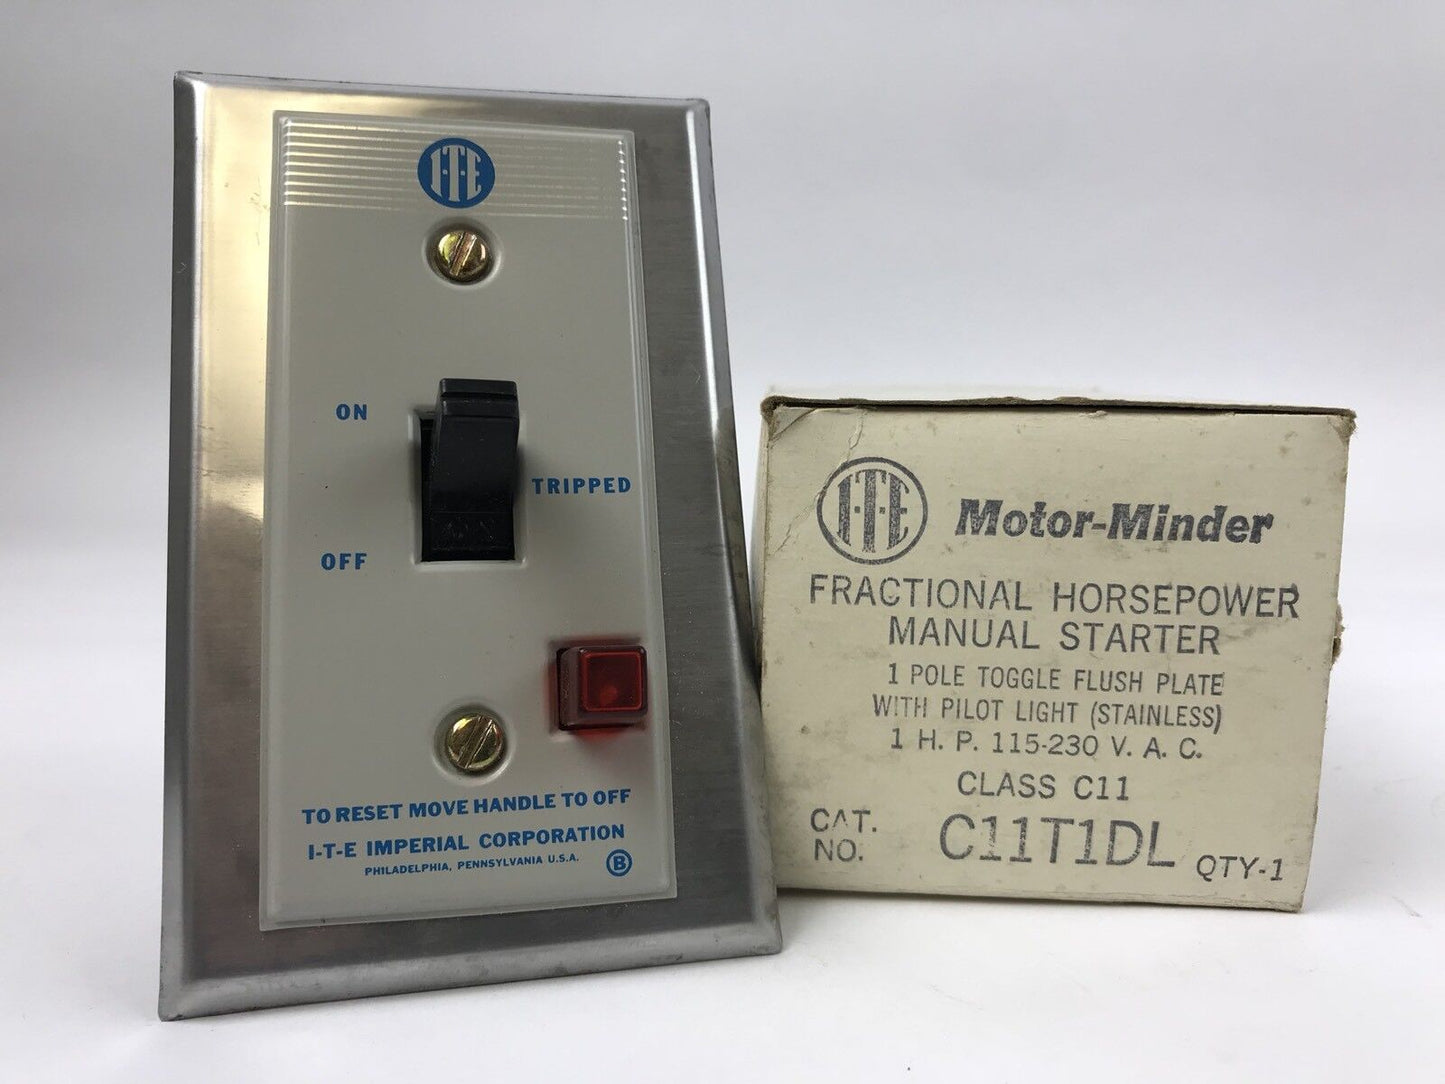 I·T·E
ON
TRIPPED
OFF
TO RESET MOVE HANDLE TO OFF
I-T-E IMPERIAL CORPORATION
PHILADELPHIA, PENNSYLVANIA U.S.A.
B
I·T·E Motor-Minder
FRACTIONAL HORSEPOWER
MANUAL STARTER
1 POLE TOGGLE FLUSH PLATE
WITH PILOT LIGHT (STAINLESS)
1 H. P. 115-230 V. A. C.
CLASS C11
CAT. NO. C11T1DL QTY-1